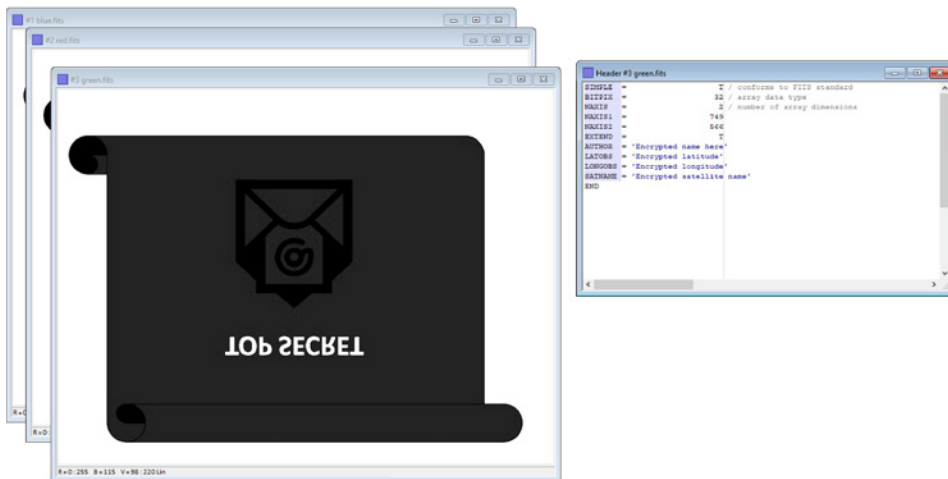 #1 blue.fits
#2 red.fits
#3 green.fits
TOP SECRET
R=0
R=0:
R=0:255 B=115 V=98:220 Lin
Header #3 green.fits
SIMPLE = T / conforms to FITS standard
BITPIX = 32 / array data type
NAXIS = 2 / number of array dimensions
NAXIS1 = 749
NAXIS2 = 566
EXTEND = T
AUTHOR = 'Encrypted name here'
LATOBS = 'Encrypted latitude'
LONGOBS = 'Encrypted longitude'
SATNAME = 'Encrypted satellite name'
END